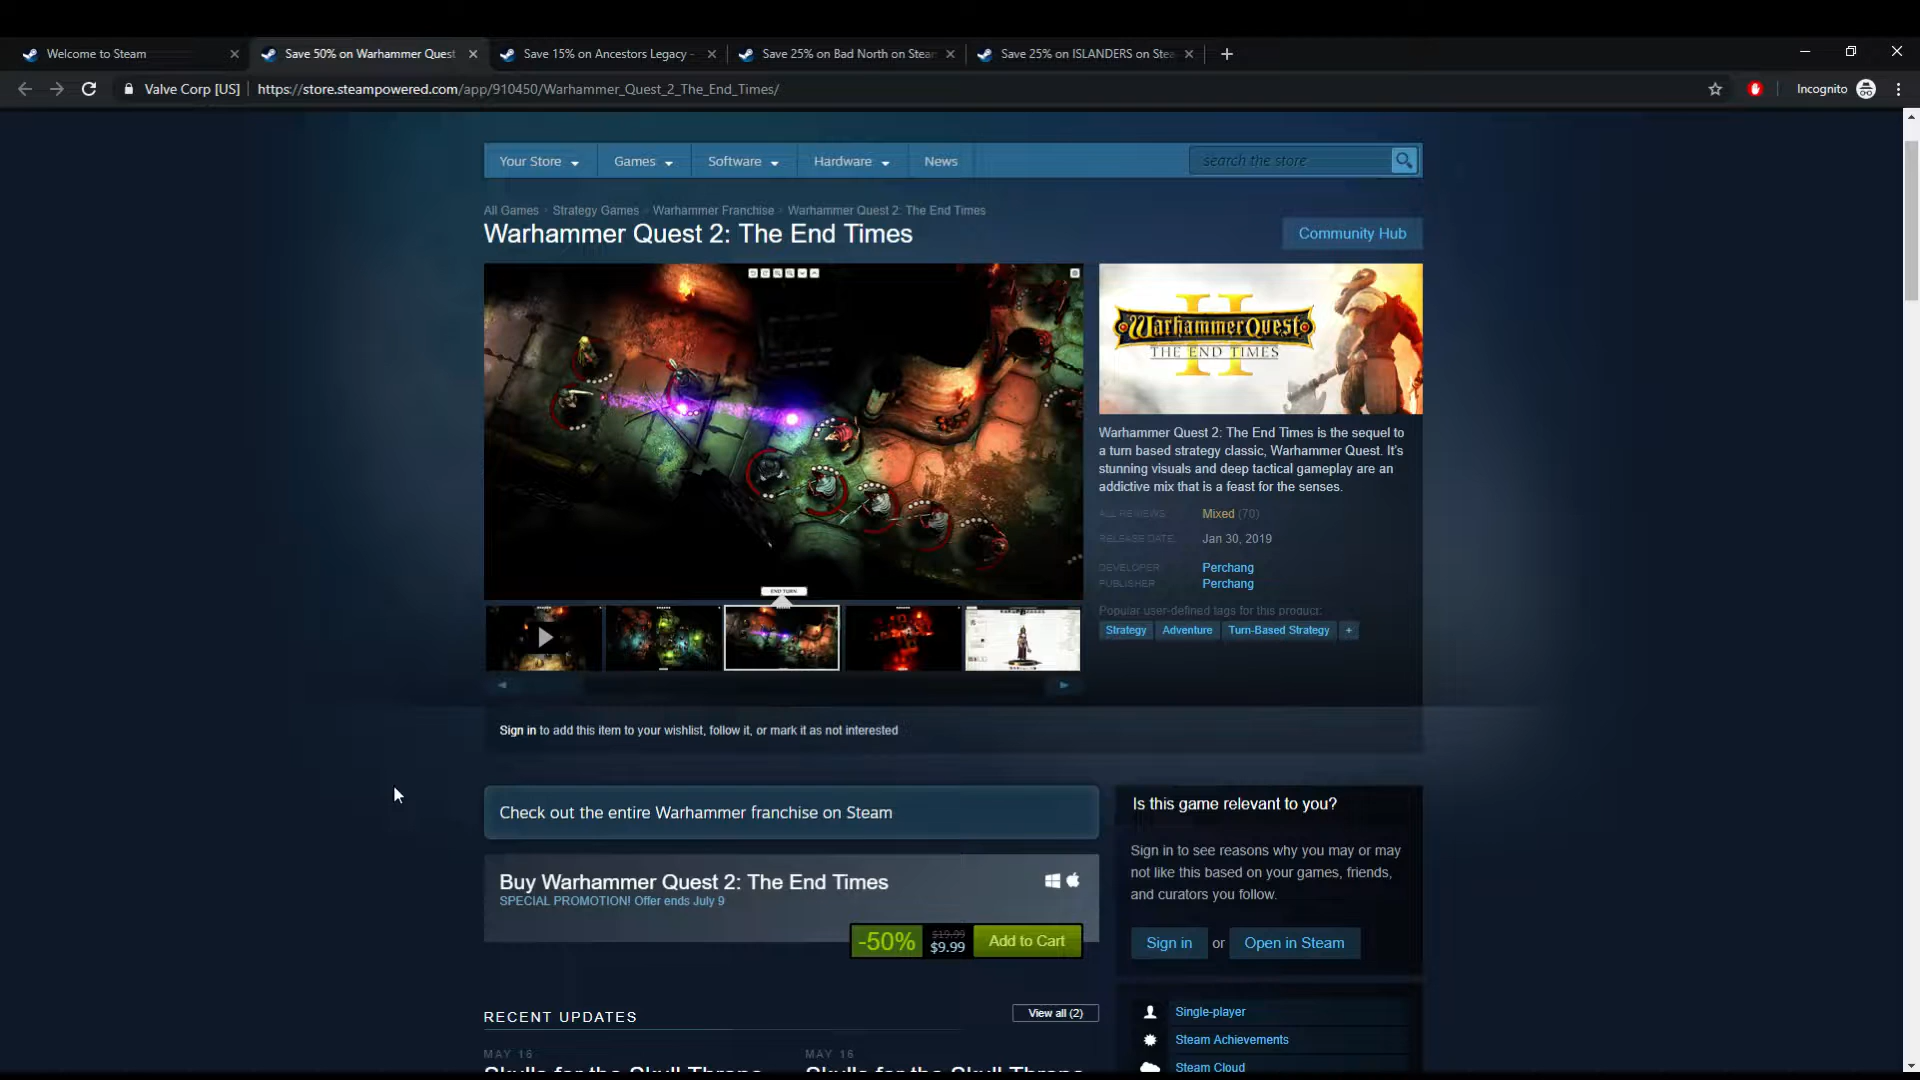 Welcome to Steam
Save 50% on Warhammer Quest
Save 15% on Ancestors Legacy -
Save 25% on Bad North on Steam
Save 25% on ISLANDERS on Stea
Valve Corp [US]
https://store.steampowered.com/app/910450/Warhammer_Quest_2_The_End_Times/
Incognito
Your Store
Games
Software
Hardware
News
search the store
All Games
Strategy Games
Warhammer Franchise
Warhammer Quest 2: The End Times
Warhammer Quest 2: The End Times
Community Hub
END TURN
II
WarhammerQuest
THE END TIMES
Warhammer Quest 2: The End Times is the sequel to
a turn based strategy classic, Warhammer Quest. It's
stunning visuals and deep tactical gameplay are an
addictive mix that is a feast for the senses.
ALL REVIEWS: Mixed (70)
RELEASE DATE: Jan 30, 2019
DEVELOPER: Perchang
PUBLISHER: Perchang
Popular user-defined tags for this product:
Strategy
Adventure
Turn-Based Strategy
+
Sign in to add this item to your wishlist, follow it, or mark it as not interested
Check out the entire Warhammer franchise on Steam
Buy Warhammer Quest 2: The End Times
SPECIAL PROMOTION! Offer ends July 9
-50%
$19.99
$9.99
Add to Cart
Is this game relevant to you?
Sign in to see reasons why you may or may
not like this based on your games, friends,
and curators you follow.
Sign in or Open in Steam
RECENT UPDATES
View all (2)
MAY 16
MAY 16
Skulls for the Skull Throne
Skulls for the Skull Throne
Single-player
Steam Achievements
Steam Cloud